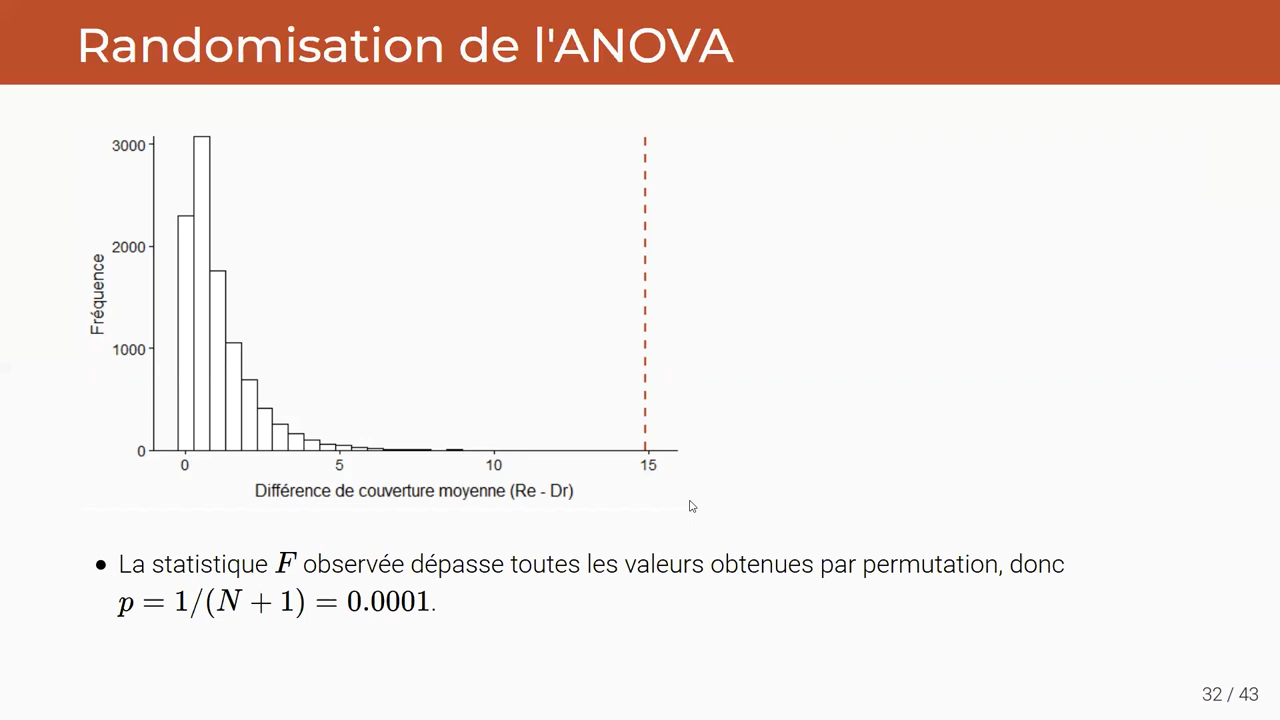 Randomisation de l'ANOVA
3000
2000
1000
0
Fréquence
0 5 10 15
Différence de couverture moyenne (Re - Dr)
• La statistique F observée dépasse toutes les valeurs obtenues par permutation, donc
p = 1/(N + 1) = 0.0001.
32 / 43